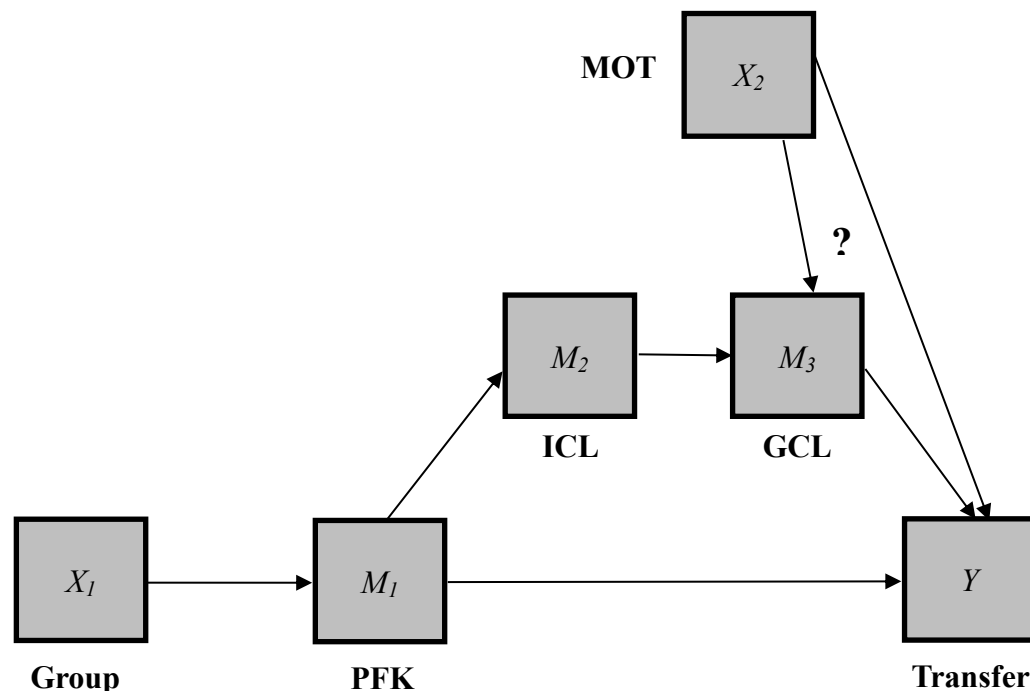 MOT
X2
?
M2
M3
ICL
GCL
X1
M1
Y
Group
PFK
Transfer